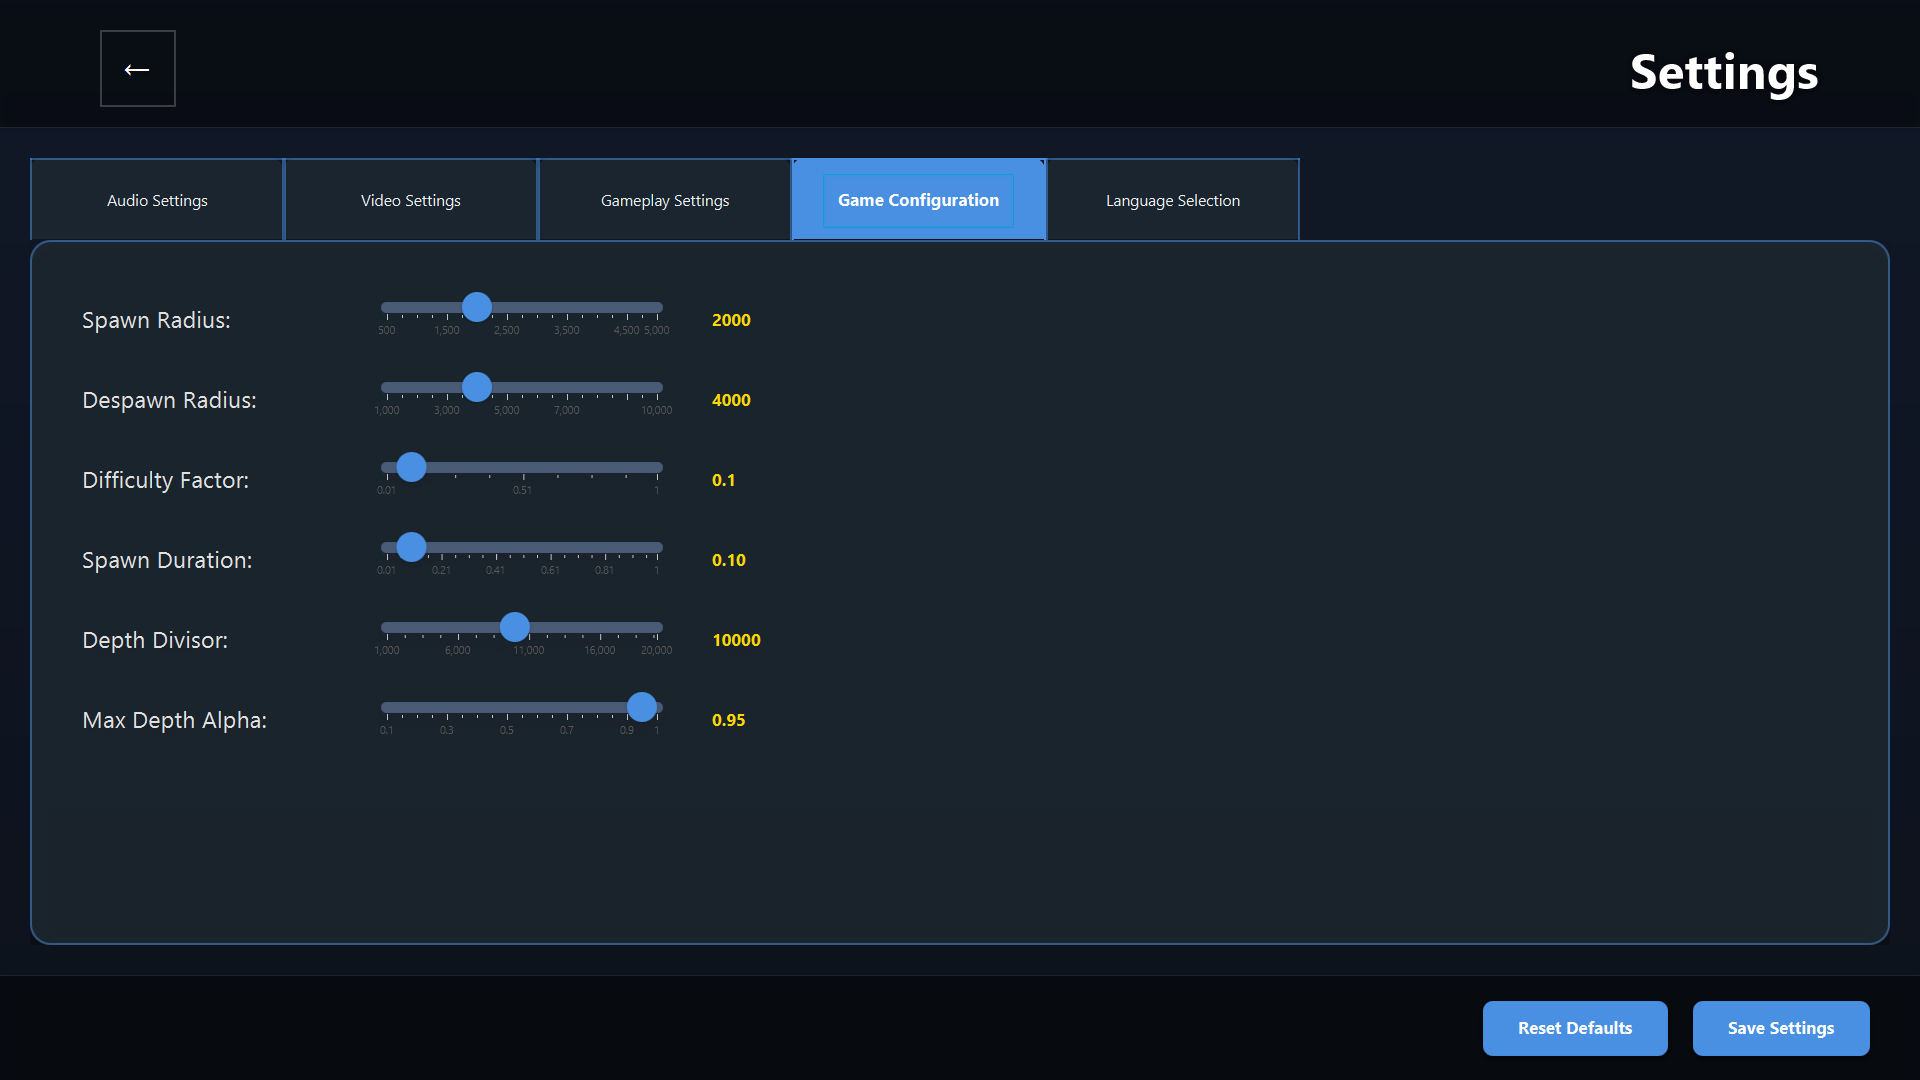 ←
Settings
Audio Settings
Video Settings
Gameplay Settings
Game Configuration
Language Selection
Spawn Radius:
500 1,500 2,500 3,500 4,500 5,000
2000
Despawn Radius:
1,000 3,000 5,000 7,000 10,000
4000
Difficulty Factor:
0.01 0.51 1
0.1
Spawn Duration:
0.01 0.21 0.41 0.61 0.81 1
0.10
Depth Divisor:
1,000 6,000 11,000 16,000 20,000
10000
Max Depth Alpha:
0.1 0.3 0.5 0.7 0.9 1
0.95
Reset Defaults
Save Settings